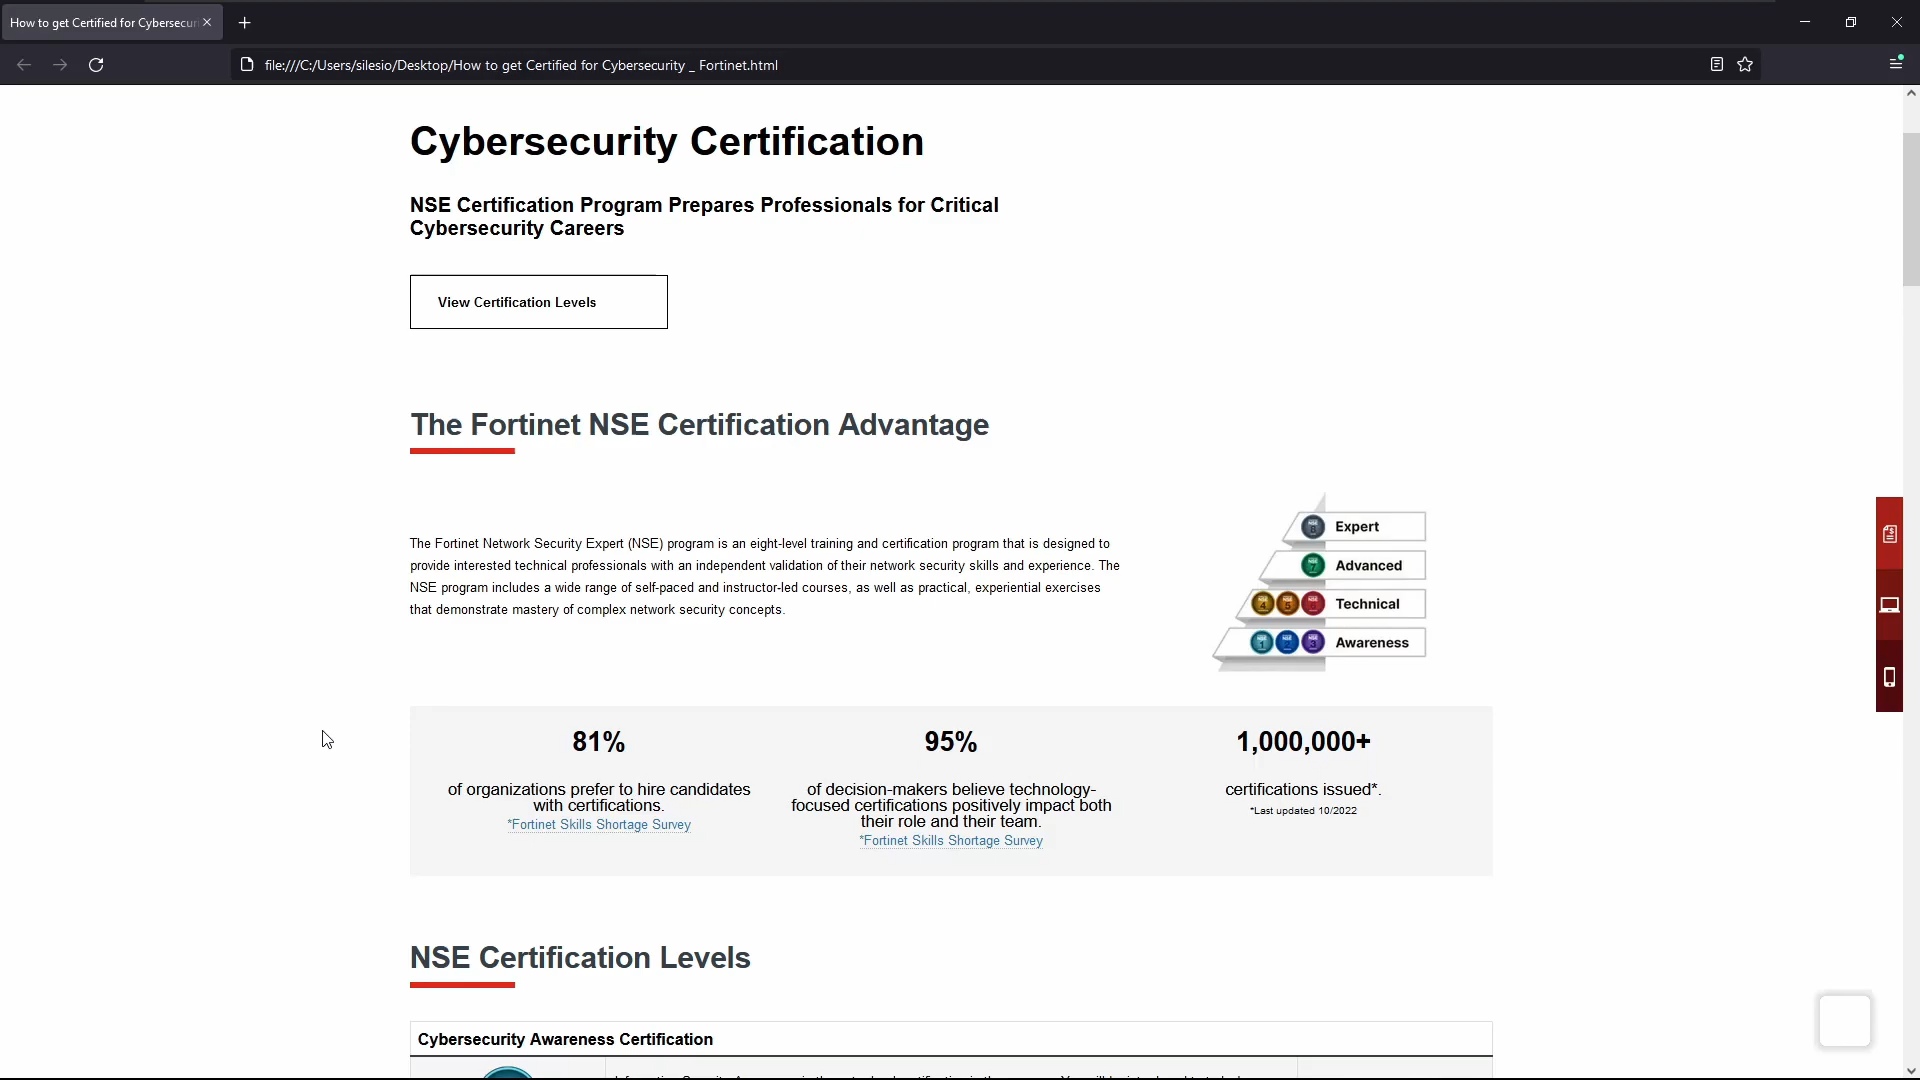 How to get Certified for Cybersecuri
file:///C:/Users/silesio/Desktop/How to get Certified for Cybersecurity _ Fortinet.html
Cybersecurity Certification
NSE Certification Program Prepares Professionals for Critical
Cybersecurity Careers
View Certification Levels
The Fortinet NSE Certification Advantage
The Fortinet Network Security Expert (NSE) program is an eight-level training and certification program that is designed to
provide interested technical professionals with an independent validation of their network security skills and experience. The
NSE program includes a wide range of self-paced and instructor-led courses, as well as practical, experiential exercises
that demonstrate mastery of complex network security concepts.
Expert
Advanced
Technical
Awareness
81%
of organizations prefer to hire candidates
with certifications.
*Fortinet Skills Shortage Survey
95%
of decision-makers believe technology-
focused certifications positively impact both
their role and their team.
*Fortinet Skills Shortage Survey
1,000,000+
certifications issued*.
*Last updated 10/2022
NSE Certification Levels
Cybersecurity Awareness Certification